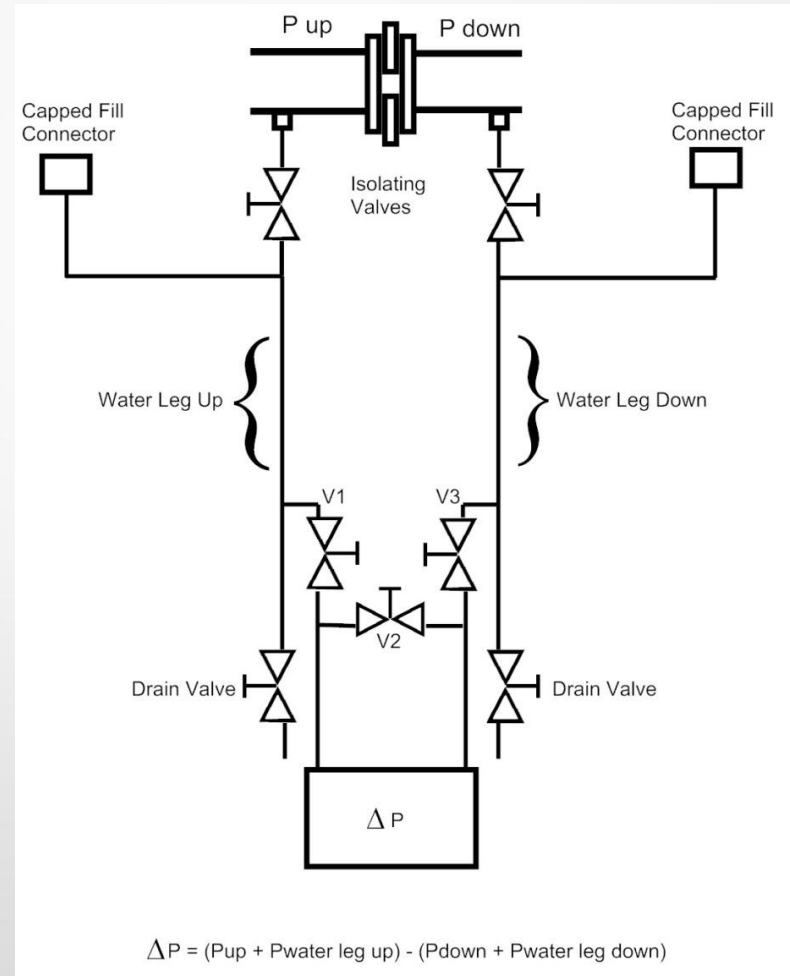 P up
P down
Capped Fill
Connector
Capped Fill
Connector
Isolating
Valves
Water Leg Up
Water Leg Down
V1
V3
V2
Drain Valve
Drain Valve
Δ P
ΔP = (Pup + Pwater leg up) - (Pdown + Pwater leg down)